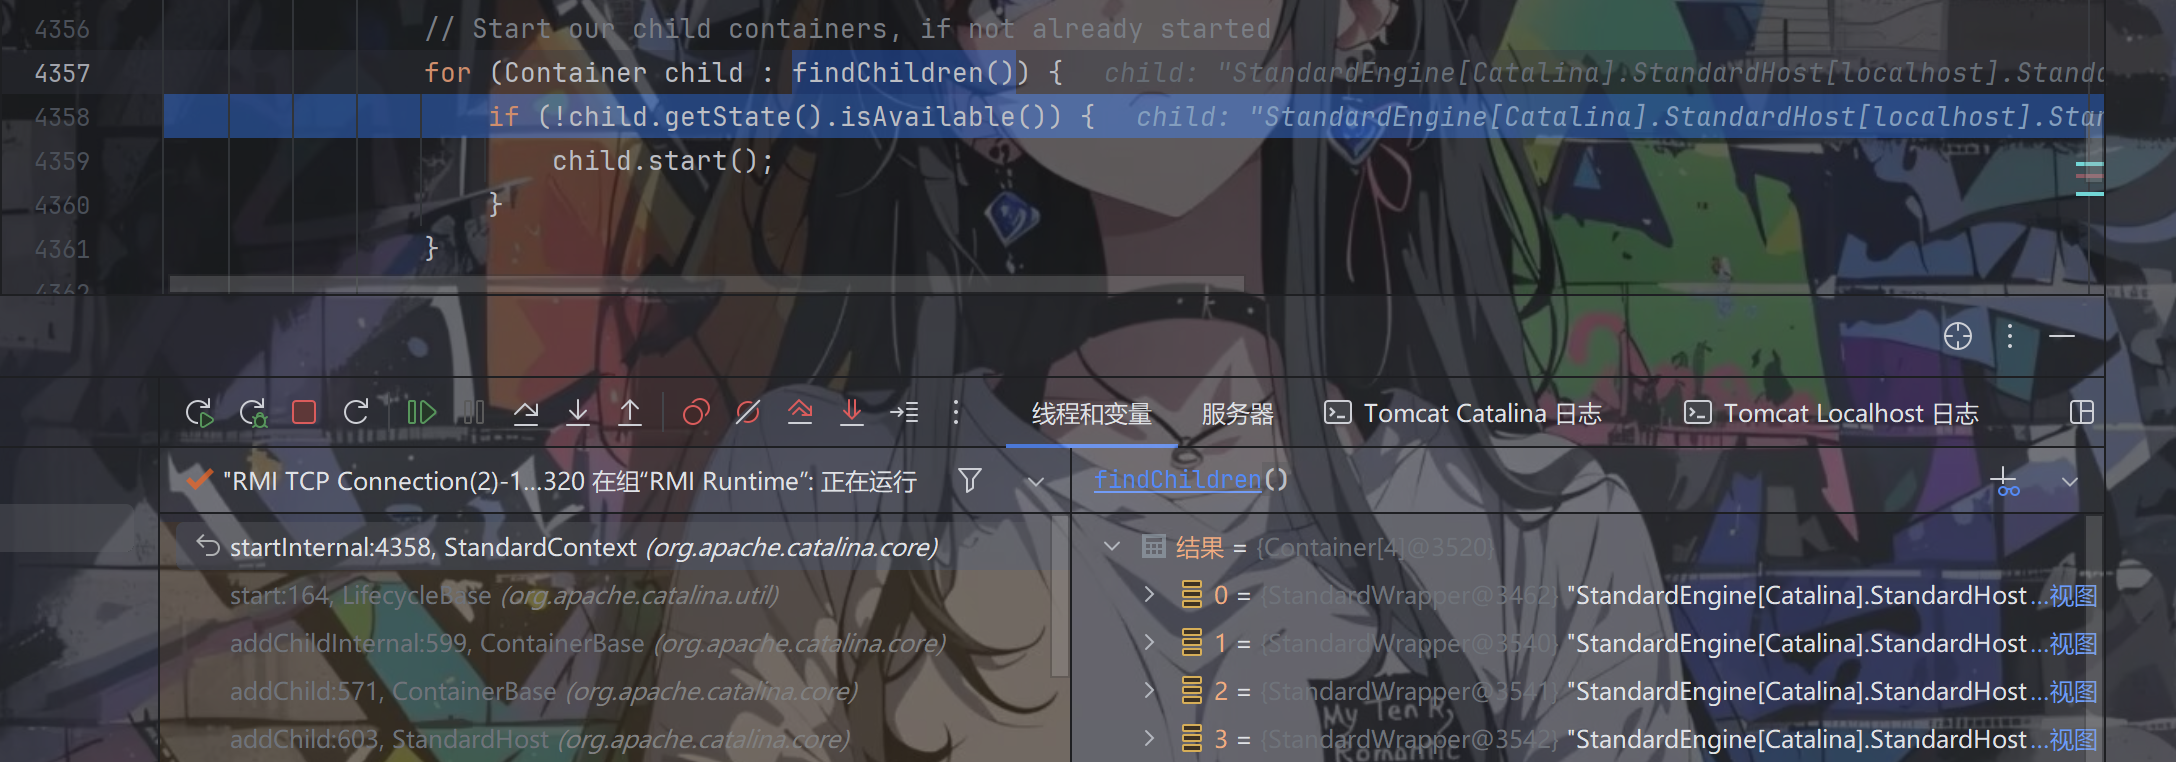 4356 // Start our child containers, if not already started
4357 for (Container child : findChildren()) { child: "StandardEngine[Catalina].StandardHost[localhost].Standa
4358 if (!child.getState().isAvailable()) { child: "StandardEngine[Catalina].StandardHost[localhost].Stan
4359 child.start();
4360 }
4361 }
4362
线程和变量 服务器 Tomcat Catalina 日志 Tomcat Localhost 日志
"RMI TCP Connection(2)-1...320 在组“RMI Runtime”: 正在运行
findChildren()
startInternal:4358, StandardContext (org.apache.catalina.core)
start:164, LifecycleBase (org.apache.catalina.util)
addChildInternal:599, ContainerBase (org.apache.catalina.core)
addChild:571, ContainerBase (org.apache.catalina.core)
addChild:603, StandardHost (org.apache.catalina.core)
结果 = {Container[4]@3520}
0 = {StandardWrapper@3462} "StandardEngine[Catalina].StandardHost ...视图
1 = {StandardWrapper@3540} "StandardEngine[Catalina].StandardHost ...视图
2 = {StandardWrapper@3541} "StandardEngine[Catalina].StandardHost ...视图
3 = {StandardWrapper@3542} "StandardEngine[Catalina].StandardHost ...视图
My Ten R,
Romantic